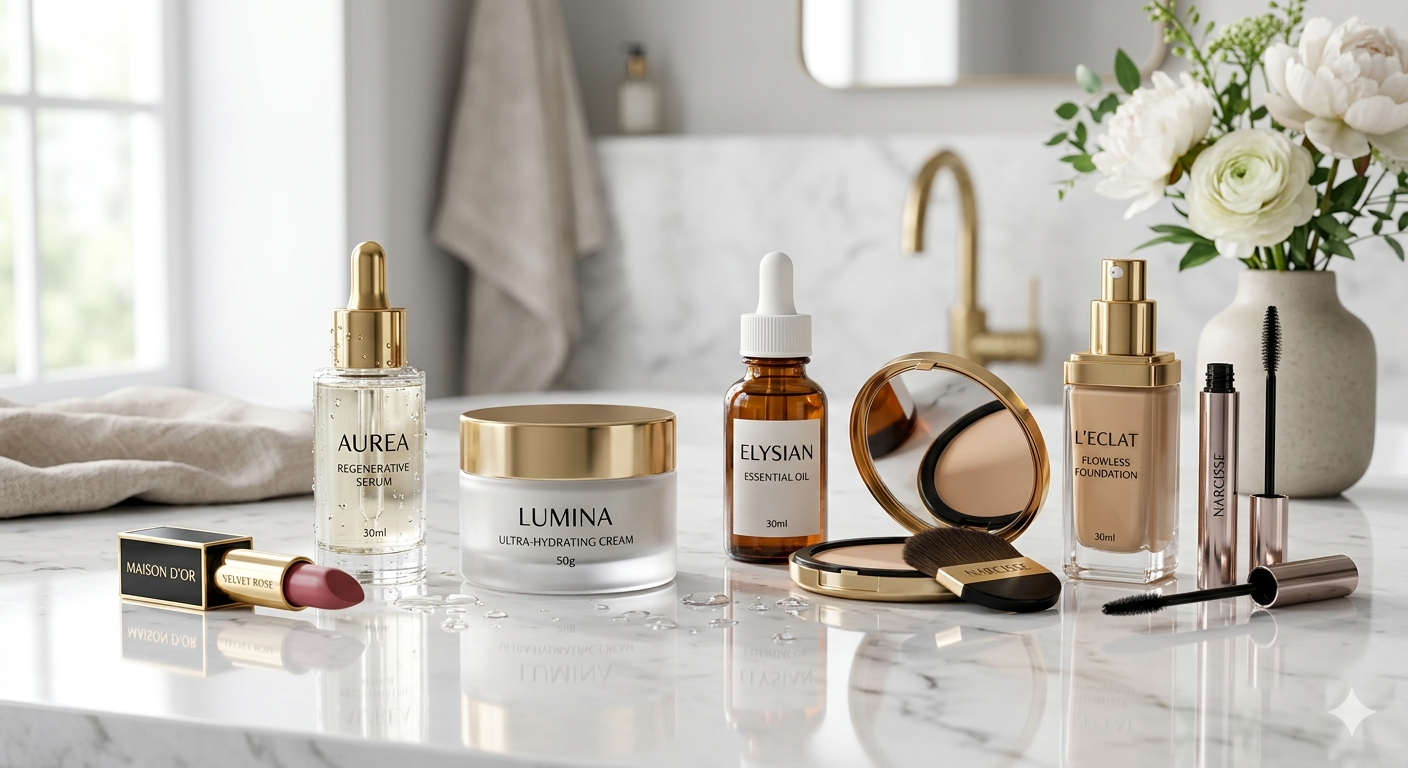 MAISON D'OR
VELVET ROSE
AUREA
REGENERATIVE
SERUM
30ml
LUMINA
ULTRA-HYDRATING CREAM
50g
ELYSIAN
ESSENTIAL OIL
30ml
NARCISSE
L'ECLAT
FLOWLESS
FOUNDATION
30ml
NARCISSE